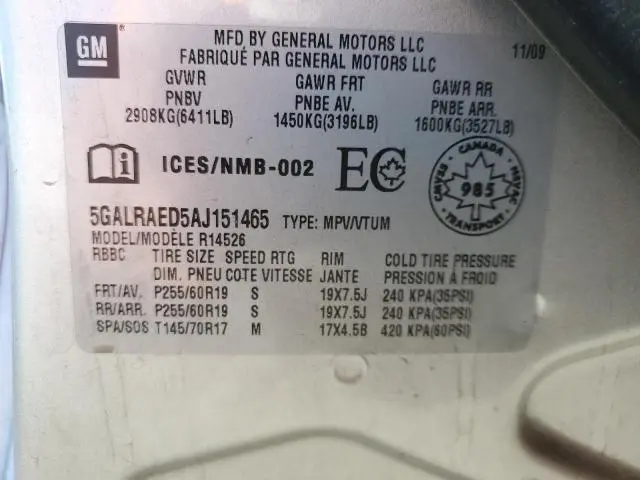 GM
MFD BY GENERAL MOTORS LLC
FABRIQUÉ PAR GENERAL MOTORS LLC
11/09
GVWR GAWR FRT GAWR RR
PNBV PNBE AV. PNBE ARR.
2908KG(6411LB) 1450KG(3196LB) 1600KG(3527LB)
i ICES/NMB-002 EC
CANADA
985
5GALRAED5AJ151465 TYPE: MPV/VTUM
MODEL/MODÈLE R14526
RBBC TIRE SIZE SPEED RTG RIM COLD TIRE PRESSURE
DIM. PNEU COTE VITESSE JANTE PRESSION À FROID
FRT/AV. P255/60R19 S 19X7.5J 240 KPA(35PSI)
RR/ARR. P255/60R19 S 19X7.5J 240 KPA(35PSI)
SPA/SOS T145/70R17 M 17X4.5B 420 KPA(60PSI)